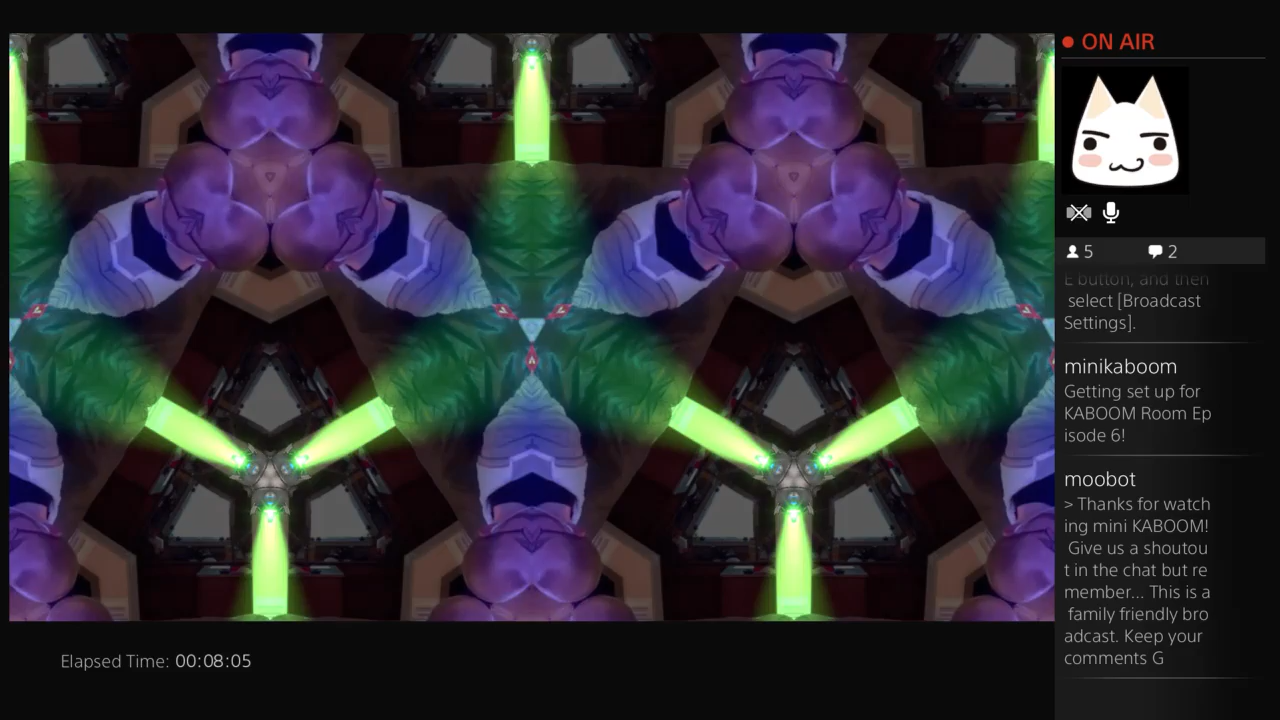 ON AIR
5 2
E button, and then
select [Broadcast
Settings].
minikaboom
Getting set up for
KABOOM Room Ep
isode 6!
moobot
> Thanks for watch
ing mini KABOOM!
Give us a shoutou
t in the chat but re
member... This is a
family friendly bro
adcast. Keep your
comments G
Elapsed Time: 00:08:05